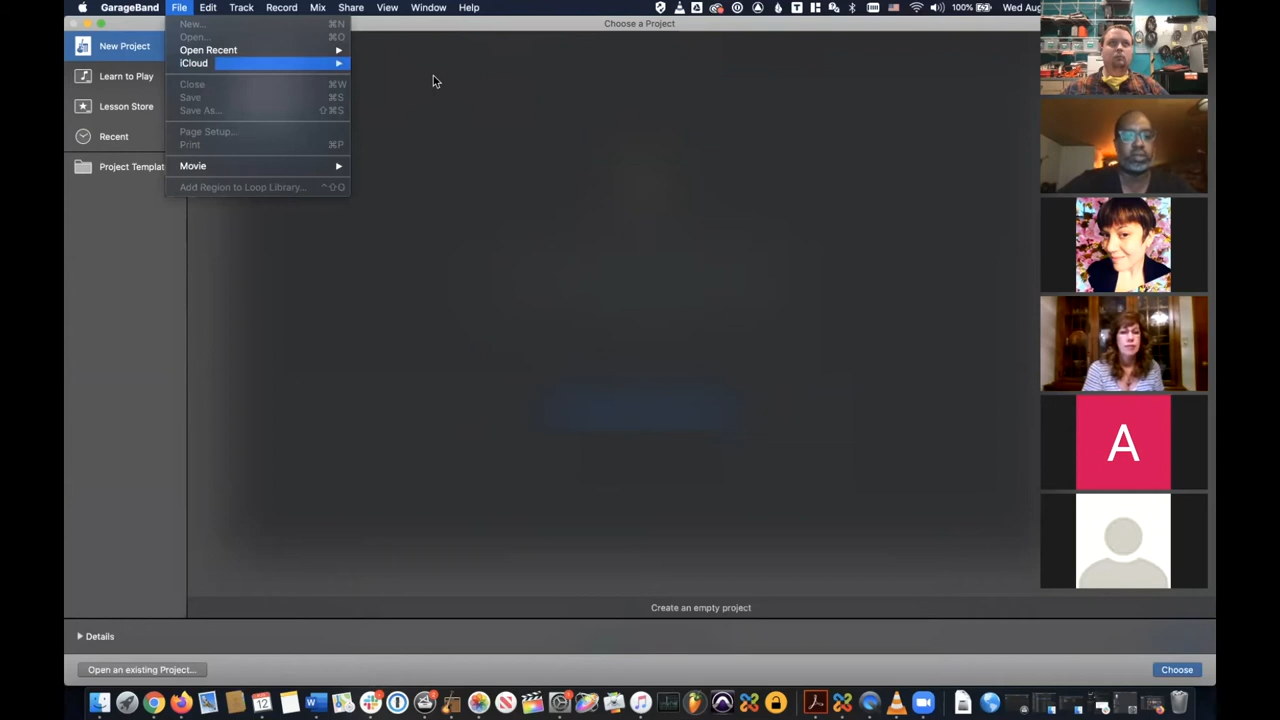 GarageBand File Edit Track Record Mix Share View Window Help 100% Wed Aug
Choose a Project
New Project
Learn to Play
Lesson Store
Recent
Project Templat
New... ⌘N
Open... ⌘O
Open Recent
iCloud
Close ⌘W
Save ⌘S
Save As... ⇧⌘S
Page Setup...
Print ⌘P
Movie
Add Region to Loop Library... ⌃⇧O
A
Create an empty project
Details
Open an existing Project...
Choose
12